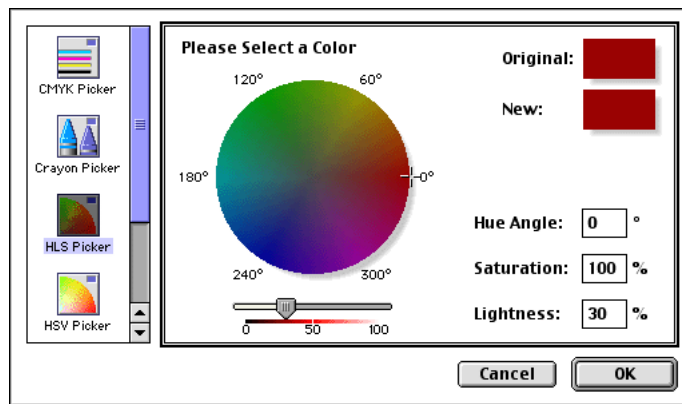 CMYK Picker
Crayon Picker
HLS Picker
HSV Picker
Please Select a Color
120°
60°
180°
0°
240°
300°
0
50
100
Original:
New:
Hue Angle: 0 °
Saturation: 100 %
Lightness: 30 %
Cancel
OK